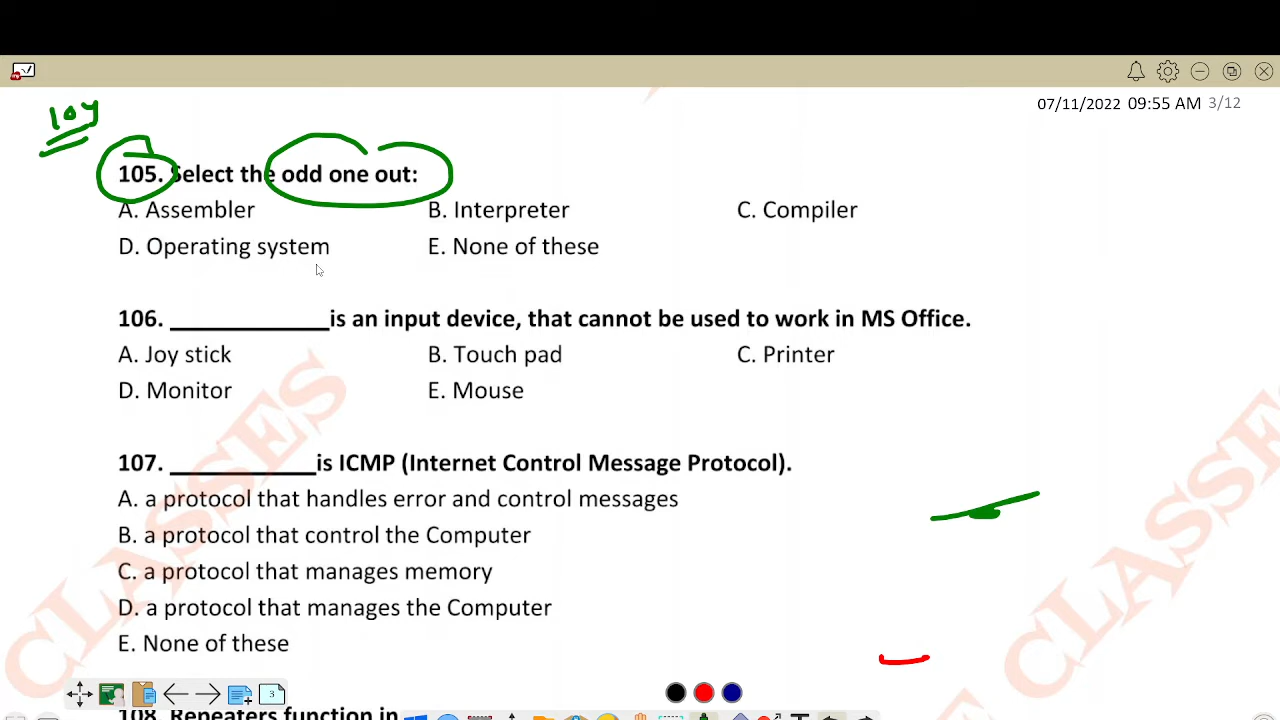 07/11/2022 09:55 AM 3/12
104
105. Select the odd one out:
A. Assembler B. Interpreter C. Compiler
D. Operating system E. None of these
106. _____________is an input device, that cannot be used to work in MS Office.
A. Joy stick B. Touch pad C. Printer
D. Monitor E. Mouse
107. ____________is ICMP (Internet Control Message Protocol).
A. a protocol that handles error and control messages
B. a protocol that control the Computer
C. a protocol that manages memory
D. a protocol that manages the Computer
E. None of these
CLASSES
CLASSES
3
108. Repeaters function in